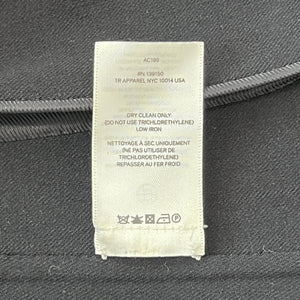 AC189
RN 139150
TR APPAREL NYC 10014 USA
DRY CLEAN ONLY
(DO NOT USE TRICHLORETHYLENE)
LOW IRON
NETTOYAGE À SEC UNIQUEMENT
(NE PAS UTILISER DE
TRICHLORETHYLENE)
REPASSER AU FER FROID